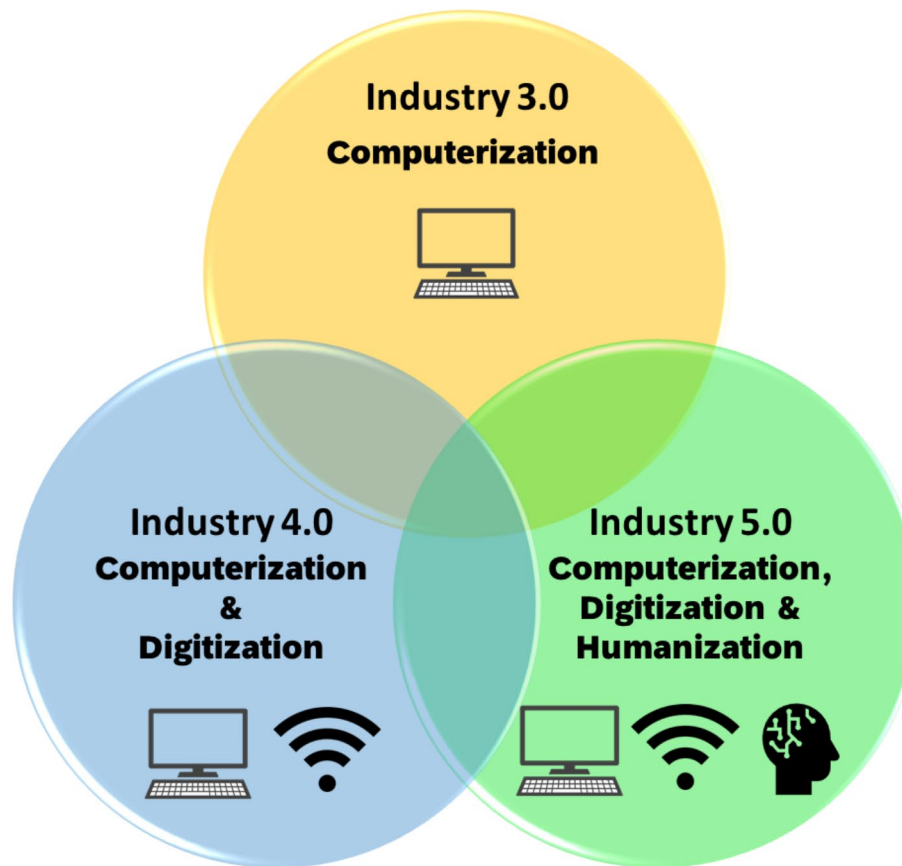 Industry 3.0
Computerization
Industry 4.0
Computerization
&
Digitization
Industry 5.0
Computerization,
Digitization &
Humanization